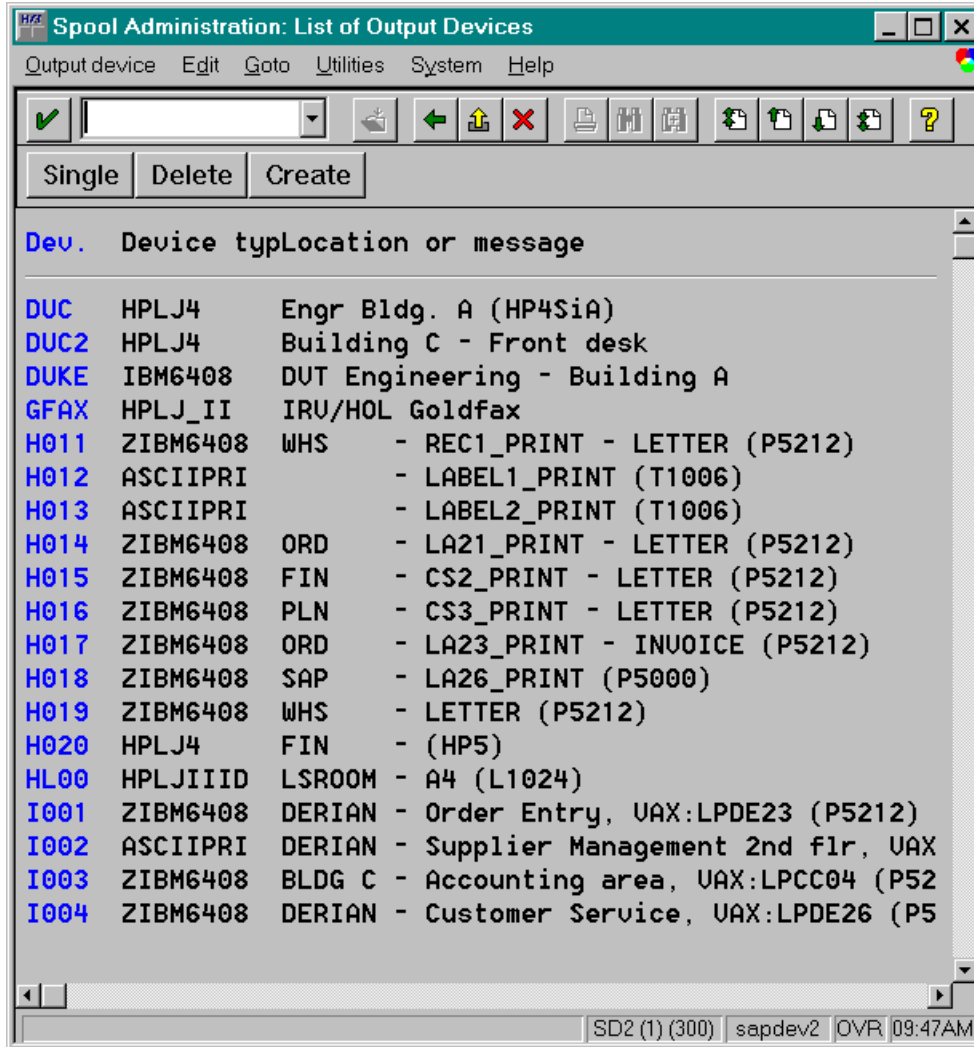 Spool Administration: List of Output Devices
Output device Edit Goto Utilities System Help
Single Delete Create
Dev. Device typLocation or message
DUC HPLJ4 Engr Bldg. A (HP4SiA)
DUC2 HPLJ4 Building C - Front desk
DUKE IBM6408 DVT Engineering - Building A
GFAX HPLJ_II IRV/HOL Goldfax
H011 ZIBM6408 WHS - REC1_PRINT - LETTER (P5212)
H012 ASCIIPRI - LABEL1_PRINT (T1006)
H013 ASCIIPRI - LABEL2_PRINT (T1006)
H014 ZIBM6408 ORD - LA21_PRINT - LETTER (P5212)
H015 ZIBM6408 FIN - CS2_PRINT - LETTER (P5212)
H016 ZIBM6408 PLN - CS3_PRINT - LETTER (P5212)
H017 ZIBM6408 ORD - LA23_PRINT - INVOICE (P5212)
H018 ZIBM6408 SAP - LA26_PRINT (P5000)
H019 ZIBM6408 WHS - LETTER (P5212)
H020 HPLJ4 FIN - (HP5)
HL00 HPLJIIID LSROOM - A4 (L1024)
I001 ZIBM6408 DERIAN - Order Entry, VAX:LPDE23 (P5212)
I002 ASCIIPRI DERIAN - Supplier Management 2nd flr, VAX
I003 ZIBM6408 BLDG C - Accounting area, VAX:LPCC04 (P52
I004 ZIBM6408 DERIAN - Customer Service, VAX:LPDE26 (P5
SD2 (1) (300) sapdev2 OVR 09:47AM